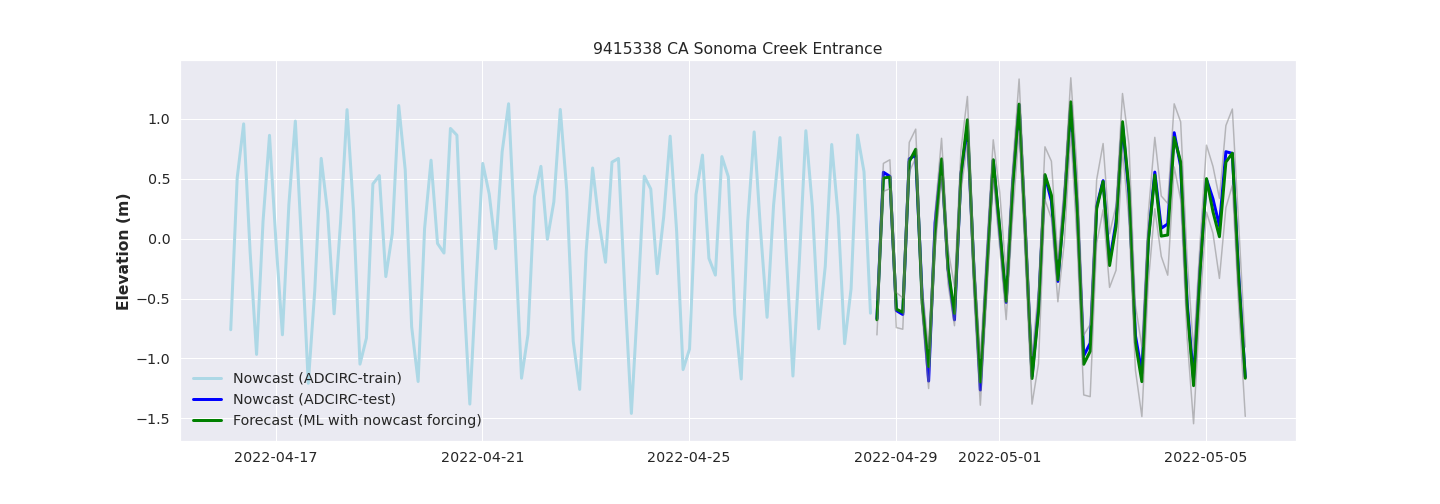 9415338 CA Sonoma Creek Entrance
Elevation (m)
1.0
0.5
0.0
−0.5
−1.0
−1.5
Nowcast (ADCIRC-train)
Nowcast (ADCIRC-test)
Forecast (ML with nowcast forcing)
2022-04-17 2022-04-21 2022-04-25 2022-04-29 2022-05-01 2022-05-05